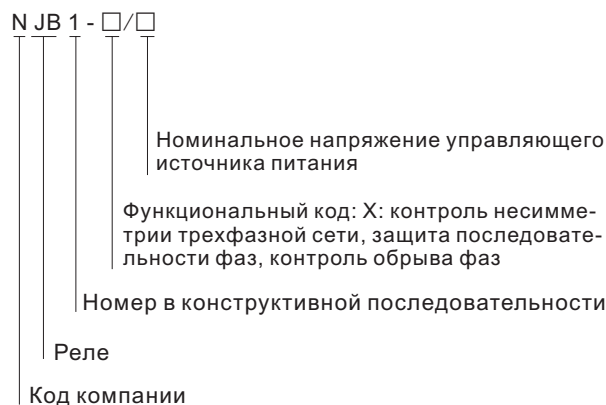 N JB 1 - □/□
Номинальное напряжение управляющего
источника питания
Функциональный код: X: контроль несимме-
трии трехфазной сети, защита последовате-
льности фаз, контроль обрыва фаз
Номер в конструктивной последовательности
Реле
Код компании